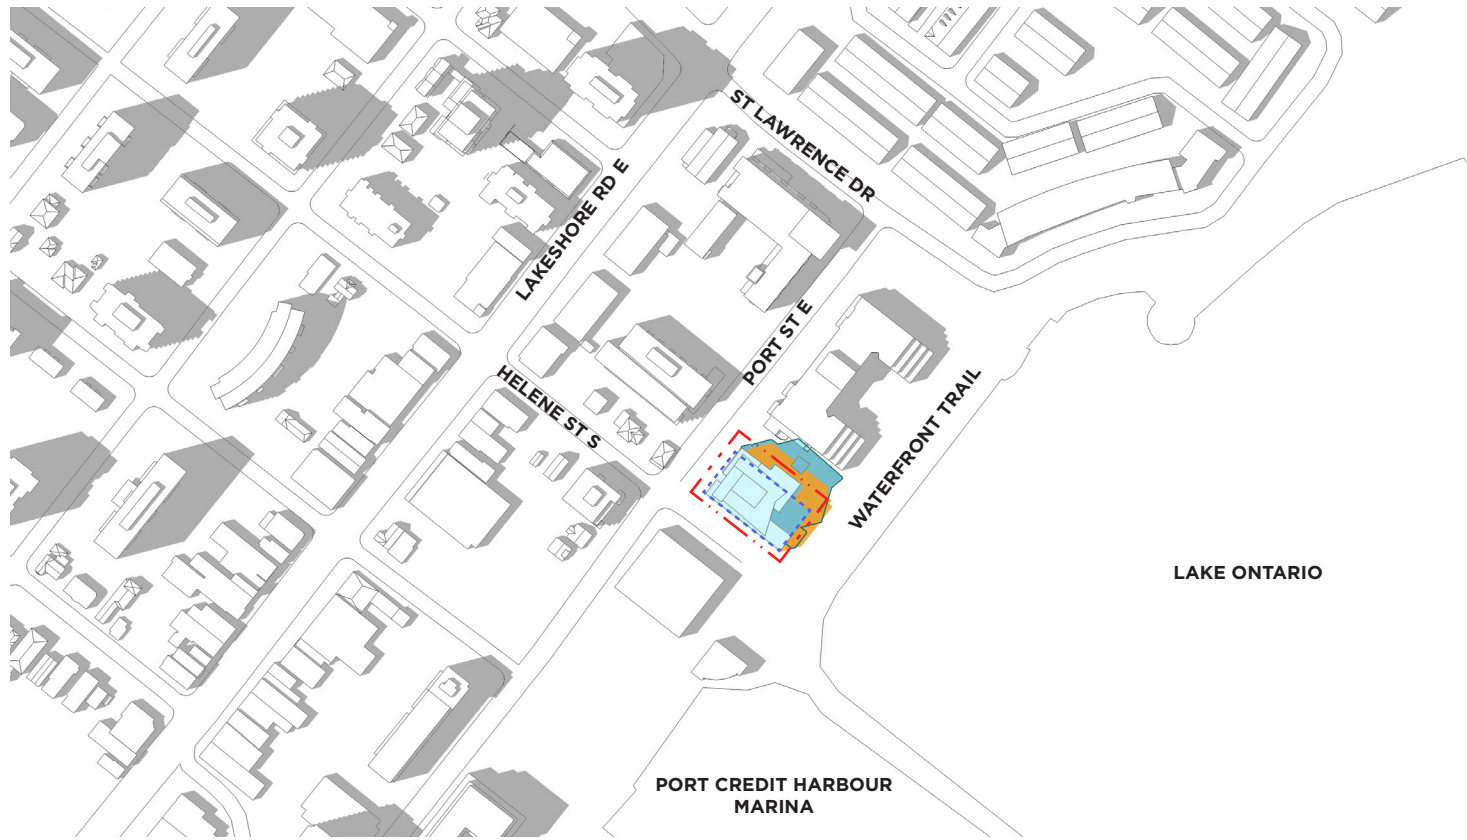 ST LAWRENCE DR
LAKESHORE RD E
PORT ST E
HELENE ST S
WATERFRONT TRAIL
LAKE ONTARIO
PORT CREDIT HARBOUR
MARINA